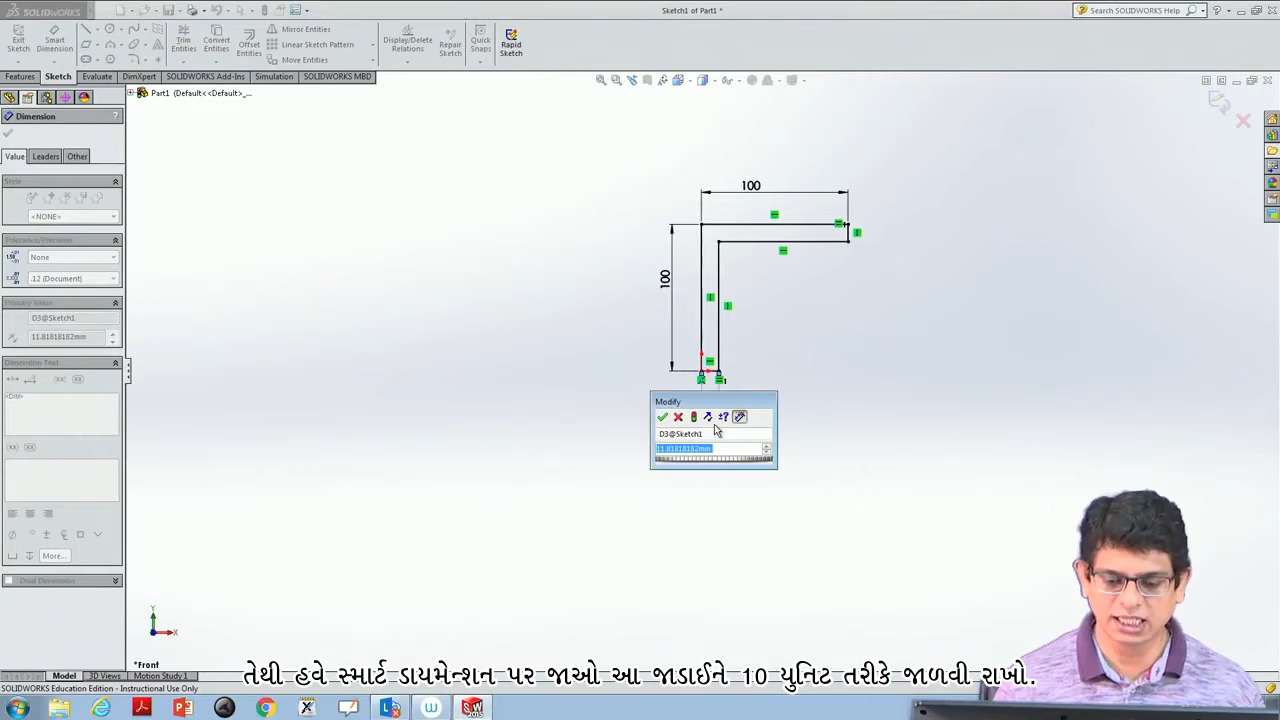 SOLIDWORKS
Sketch1 of Part1 *
Search SOLIDWORKS Help
Exit Sketch
Smart Dimension
Trim Entities
Convert Entities
Offset Entities
Mirror Entities
Linear Sketch Pattern
Move Entities
Display/Delete Relations
Repair Sketch
Quick Snaps
Rapid Sketch
Features Sketch Evaluate DimXpert SOLIDWORKS Add-Ins Simulation SOLIDWORKS MBD
Part1 (Default<<Default>_...
Dimension ?
Value Leaders Other
Style
<NONE>
Tolerance/Precision
None
.12 (Document)
Primary Value
D3@Sketch1
11.81818182mm
Dimension Text
<DIM>
More...
Dual Dimension
100
100
1
Modify
D3@Sketch1
11.81818182mm
Y
X
*Front
Model 3D Views Motion Study 1
SOLIDWORKS Education Edition - Instructional Use Only
તેથી હવે સ્માર્ટ ડાયમેન્શન પર જાઓ આ જાડાઈને 10 યુનિટ તરીકે જાળવી રાખો.